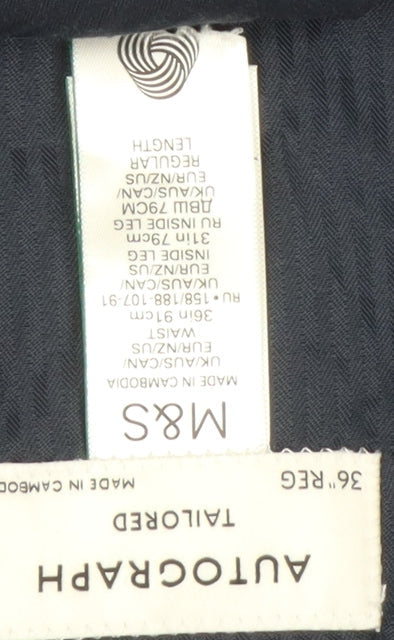 AUTOGRAPH
TAILORED
36" REG MADE IN CAMBOD
M&S
MADE IN CAMBODIA
UK/AUS/CAN/
EUR/NZ/US
WAIST
36in 91cm
RU • 158/188-107-91
UK/AUS/CAN/
EUR/NZ/US
INSIDE
LEG
31in 79cm
RU INSIDE LEG
ДВШ 79CM
UK/AUS/CAN/
EUR/NZ/US
REGULAR
LENGTH